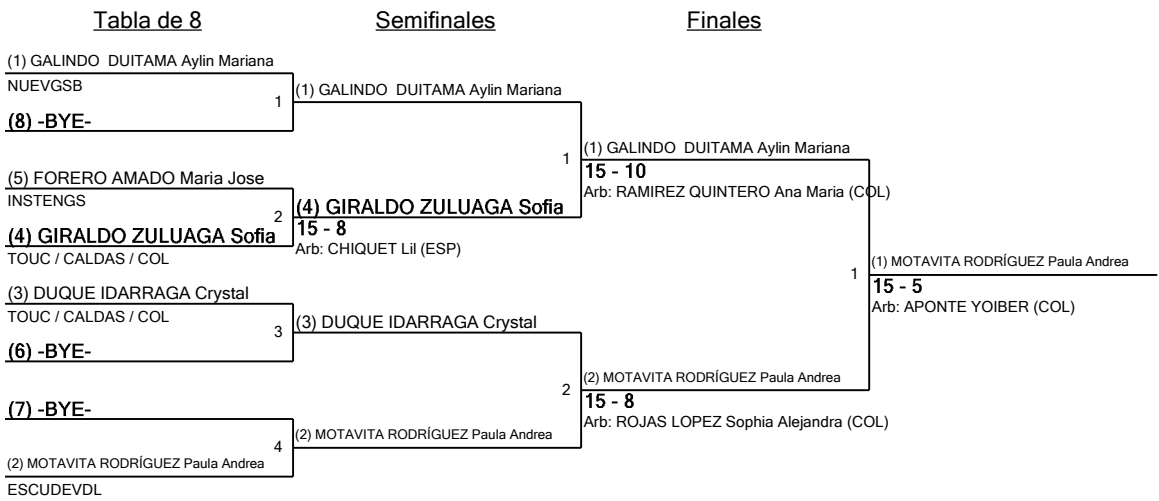 Tabla de 8
Semifinales
Finales
(1) GALINDO  DUITAMA Aylin Mariana
NUEVGSB
1
(8) -BYE-
(5) FORERO AMADO Maria Jose
INSTENGS
2
(4) GIRALDO ZULUAGA Sofia
TOUC / CALDAS / COL
(3) DUQUE IDARRAGA Crystal
TOUC / CALDAS / COL
3
(6) -BYE-
(7) -BYE-
4
(2) MOTAVITA RODRÍGUEZ Paula Andrea
ESCUDEVDL
(1) GALINDO  DUITAMA Aylin Mariana
1
(4) GIRALDO ZULUAGA Sofia
15 - 8
Arb: CHIQUET Lil (ESP)
(3) DUQUE IDARRAGA Crystal
2
(2) MOTAVITA RODRÍGUEZ Paula Andrea
(1) GALINDO  DUITAMA Aylin Mariana
15 - 10
Arb: RAMIREZ QUINTERO Ana Maria (COL)
1
(2) MOTAVITA RODRÍGUEZ Paula Andrea
15 - 8
Arb: ROJAS LOPEZ Sophia Alejandra (COL)
(1) MOTAVITA RODRÍGUEZ Paula Andrea
15 - 5
Arb: APONTE YOIBER (COL)